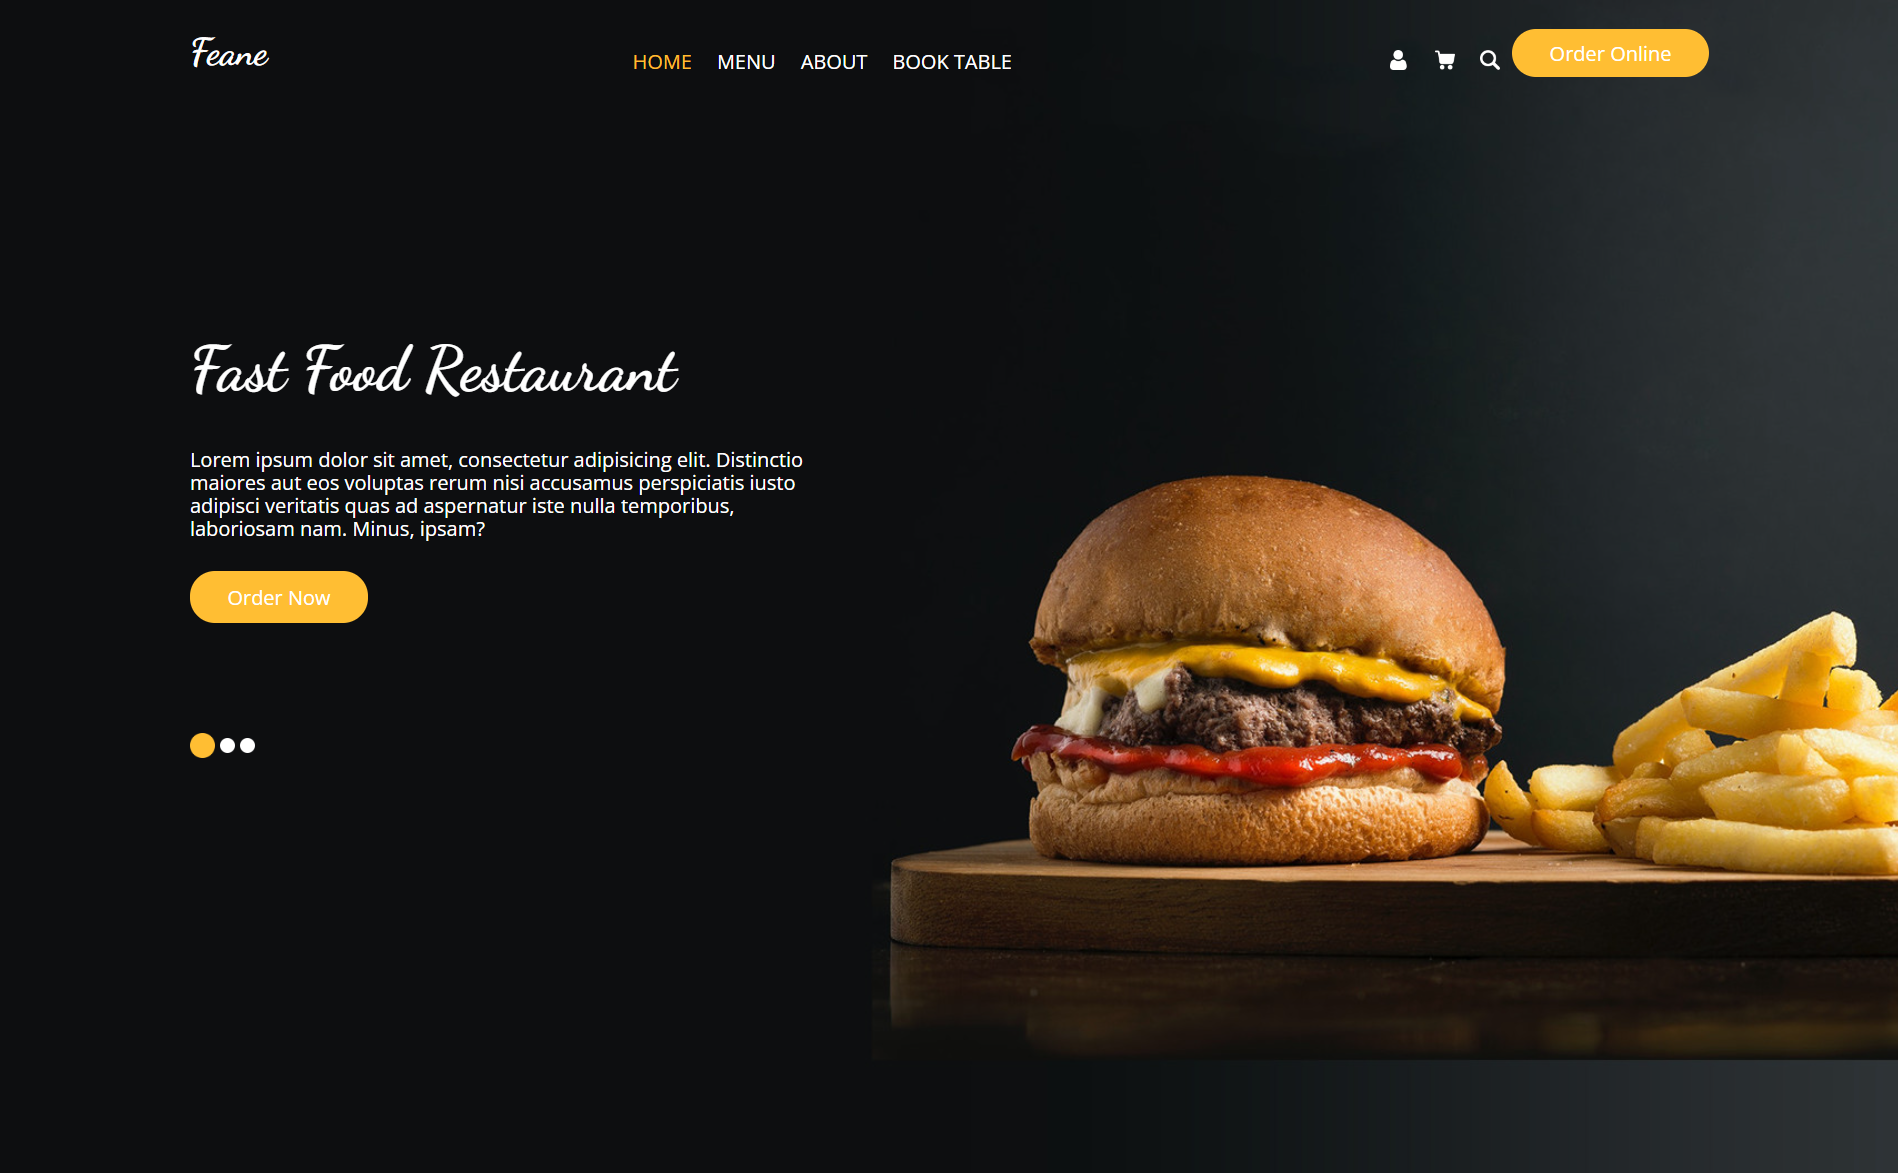 Feane
HOME MENU ABOUT BOOK TABLE
Order Online
Fast Food Restaurant
Lorem ipsum dolor sit amet, consectetur adipisicing elit. Distinctio
maiores aut eos voluptas rerum nisi accusamus perspiciatis iusto
adipisci veritatis quas ad aspernatur iste nulla temporibus,
laboriosam nam. Minus, ipsam?
Order Now